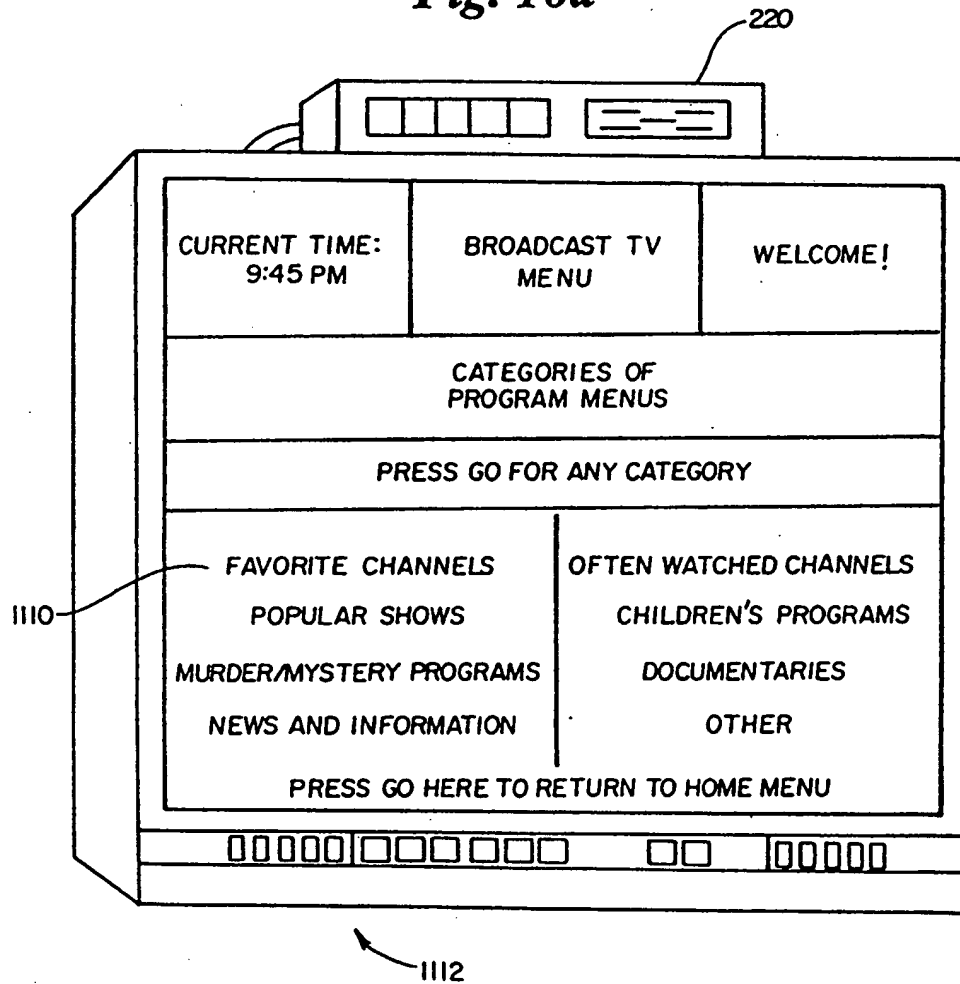 220
CURRENT TIME:
9:45 PM
BROADCAST TV
MENU
WELCOME!
CATEGORIES OF
PROGRAM MENUS
PRESS GO FOR ANY CATEGORY
FAVORITE CHANNELS
OFTEN WATCHED CHANNELS
1110
POPULAR SHOWS
CHILDREN'S PROGRAMS
MURDER/MYSTERY PROGRAMS
DOCUMENTARIES
NEWS AND INFORMATION
OTHER
PRESS GO HERE TO RETURN TO HOME MENU
1112